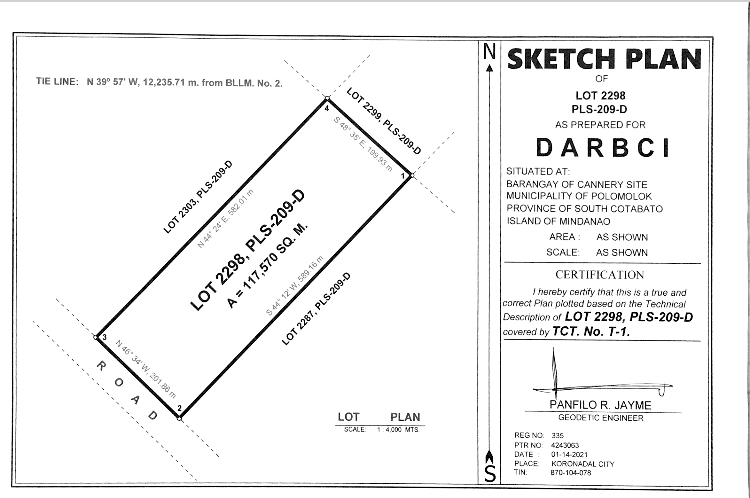 TIE LINE: N 39° 57' W, 12,235.71 m. from BLLM. No. 2.
LOT 2299, PLS-209-D
S 48° 35' E, 199.93 m
4
1
LOT 2303, PLS-209-D
N 44° 24' E, 582.01 m
LOT 2298, PLS-209-D
A = 117,570 SQ. M.
S 44° 12' W, 589.16 m
LOT 2287, PLS-209-D
3
N 46° 34' W, 201.86 m
2
ROAD
LOT PLAN
SCALE: 1 : 4,000 MTS.
N
S
SKETCH PLAN
OF
LOT 2298
PLS-209-D
AS PREPARED FOR
DARBCI
SITUATED AT:
BARANGAY OF CANNERY SITE
MUNICIPALITY OF POLOMOLOK
PROVINCE OF SOUTH COTABATO
ISLAND OF MINDANAO
AREA : AS SHOWN
SCALE: AS SHOWN
CERTIFICATION
I hereby certify that this is a true and
correct Plan plotted based on the Technical
Description of LOT 2298, PLS-209-D
covered by TCT. No. T-1.
PANFILO R. JAYME
GEODETIC ENGINEER
REG NO: 335
PTR NO: 4243063
DATE : 01-14-2021
PLACE: KORONADAL CITY
TIN: 870-104-078